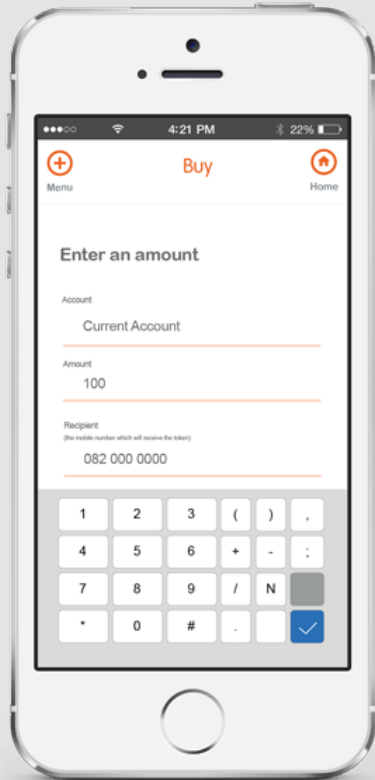 4:21 PM 22%
Buy
Menu Home
Enter an amount
Account
Current Account
Amount
100
Recipient
(the mobile number which will receive the token)
082 000 0000
1 2 3 ( ) ,
4 5 6 + - ;
7 8 9 / N
* 0 # .